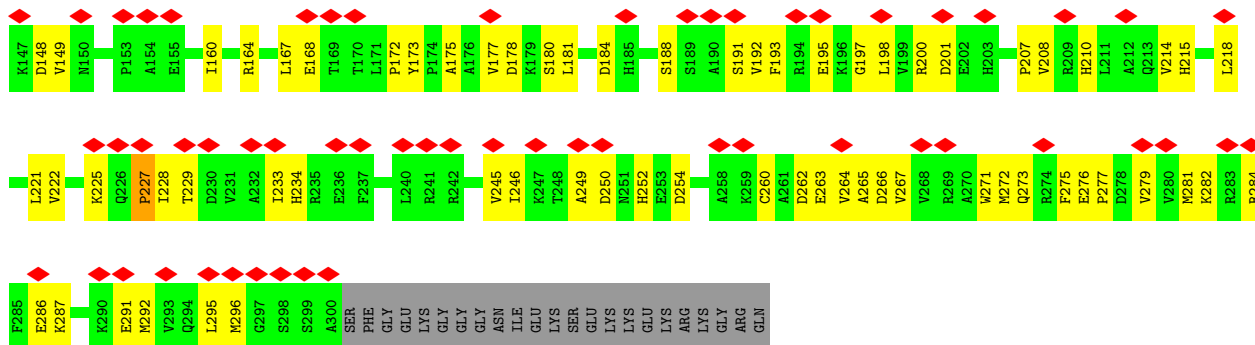 K147 D148 V149 N150 P153 A154 E155 I160 R164 L167 E168 T169 T170 L171 P172 Y173 P174 A175 A176 V177 D178 K179 S180 L181 D184 H185 S188 S189 A190 S191 V192 F193 R194 E195 K196 G197 L198 V199 R200 D201 E202 H203 P207 V208 R209 H210 L211 A212 Q213 V214 H215 L218
L221 V222 K225 Q226 P227 I228 T229 D230 V231 A232 I233 H234 R235 E236 F237 L240 R241 R242 V245 I246 K247 T248 A249 D250 N251 H252 E253 D254 A258 K259 C260 A261 D262 E263 V264 A265 D266 V267 V268 R269 A270 W271 M272 Q273 R274 F275 E276 P277 D278 V279 V280 M281 K282 R283 R284
F285 E286 K287 K290 E291 M292 V293 Q294 L295 M296 G297 S298 S299 A300 SER PHE GLY GLU LYS GLY GLY GLY ASN ILE GLU LYS SER GLU LYS LYS GLU LYS ARG LYS GLY ARG GLN